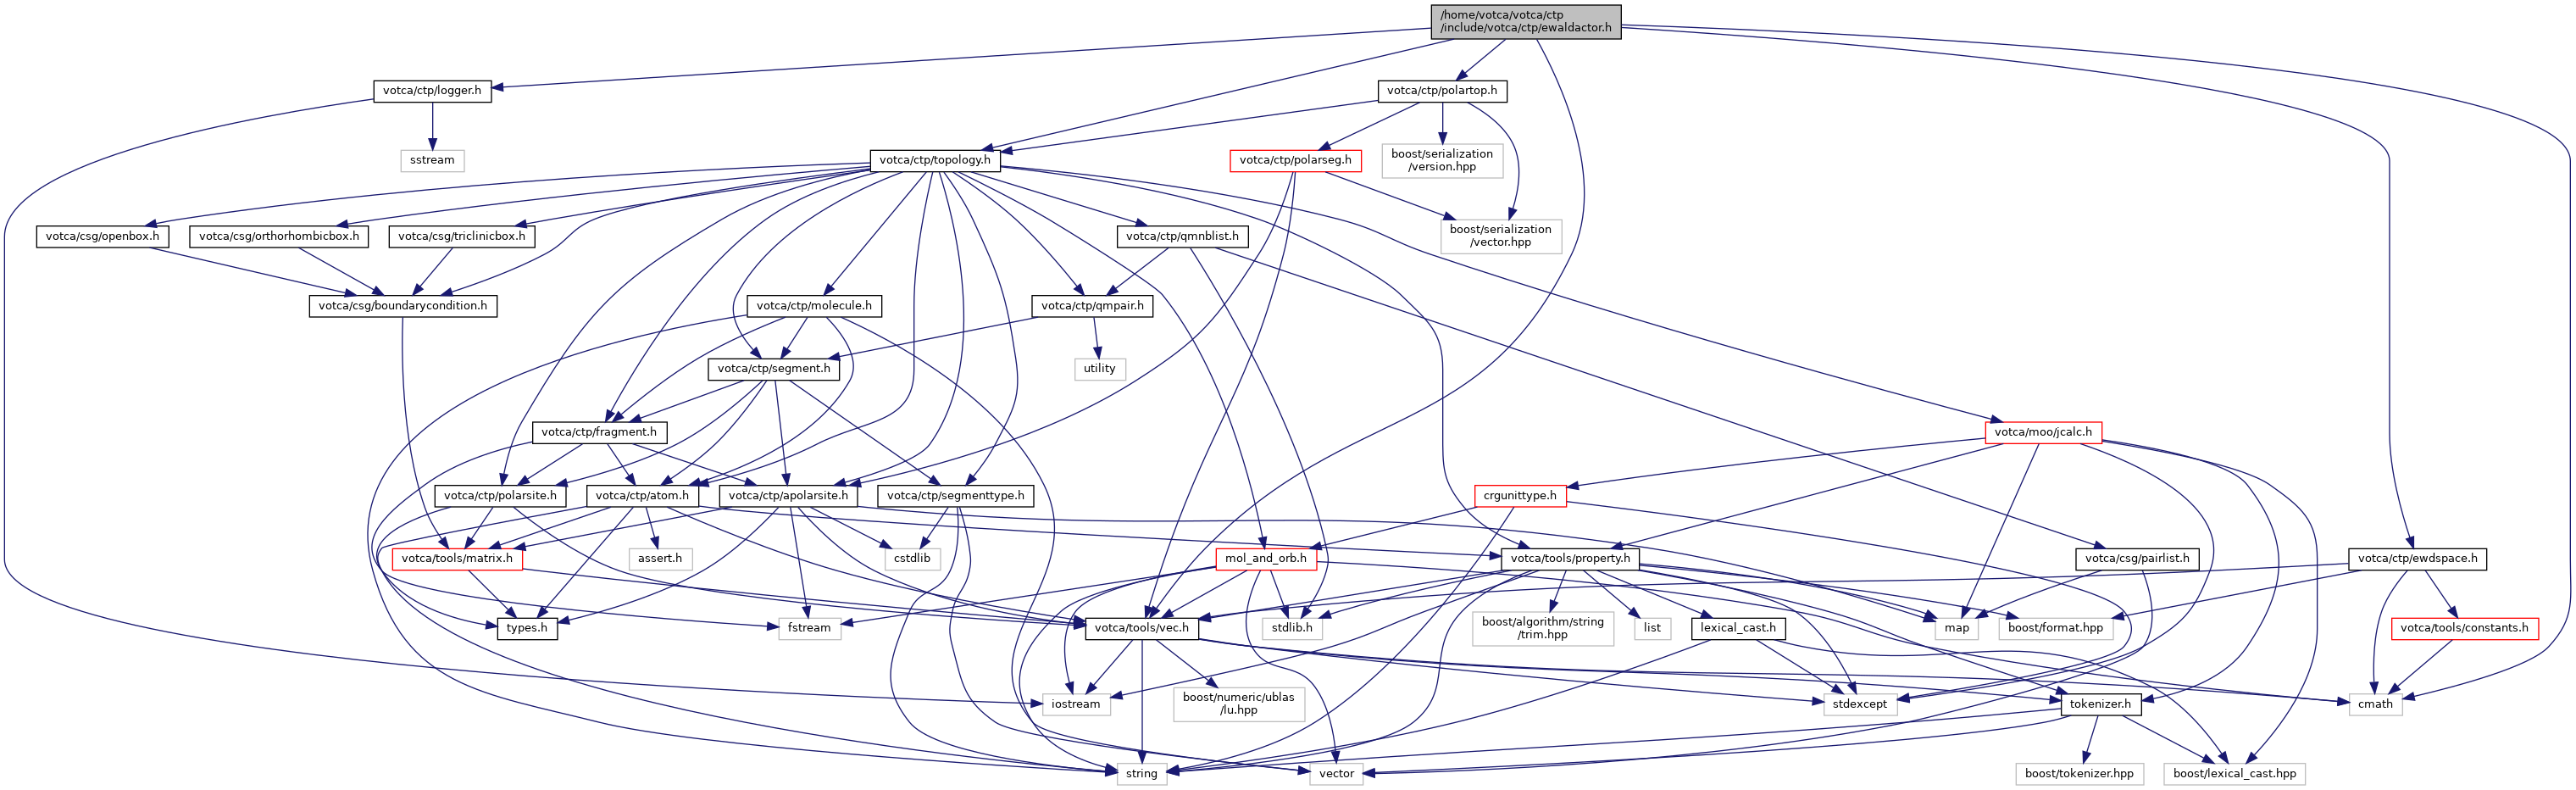 /home/votca/votca/ctp
/include/votca/ctp/ewaldactor.h
votca/ctp/logger.h
votca/ctp/polartop.h
sstream
votca/ctp/topology.h
votca/ctp/polarseg.h
boost/serialization
/version.hpp
votca/csg/openbox.h
votca/csg/orthorhombicbox.h
votca/csg/triclinicbox.h
votca/ctp/qmnblist.h
boost/serialization
/vector.hpp
votca/csg/boundarycondition.h
votca/ctp/molecule.h
votca/ctp/qmpair.h
votca/ctp/segment.h
utility
votca/ctp/fragment.h
votca/moo/jcalc.h
votca/ctp/polarsite.h
votca/ctp/atom.h
votca/ctp/apolarsite.h
votca/ctp/segmenttype.h
crgunittype.h
votca/tools/matrix.h
assert.h
cstdlib
mol_and_orb.h
votca/tools/property.h
votca/csg/pairlist.h
votca/ctp/ewdspace.h
types.h
fstream
votca/tools/vec.h
stdlib.h
boost/algorithm/string
/trim.hpp
list
lexical_cast.h
map
boost/format.hpp
votca/tools/constants.h
iostream
boost/numeric/ublas
/lu.hpp
stdexcept
tokenizer.h
cmath
string
vector
boost/tokenizer.hpp
boost/lexical_cast.hpp